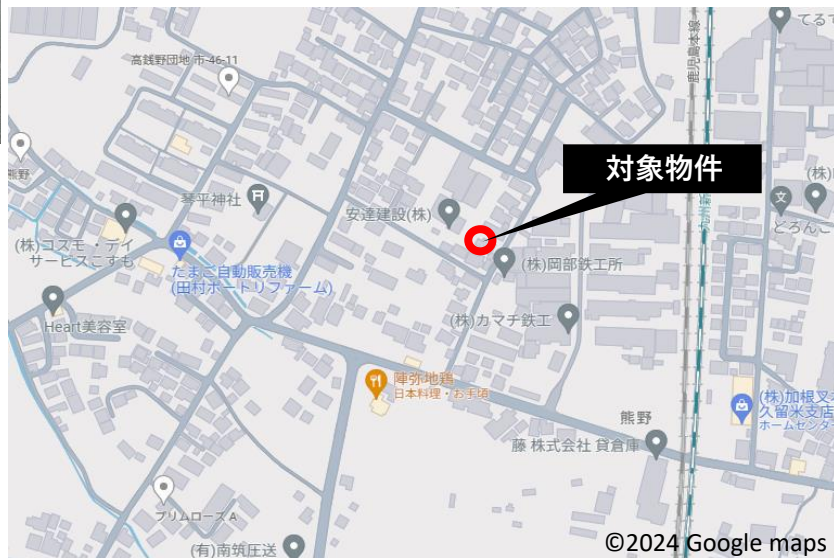 てるて
高銭野団地 市-46-11
鹿児島本線
対象物件
熊野
琴平神社
安達建設(株)
九州新
(株)
どろんこ
(株)コスモ・デイ
サービスこすも
たまご自動販売機
(田村ポートリファーム)
(株)岡部鉄工所
Heart美容室
(株)カマチ鉄工
陣弥地鶏
日本料理・お手頃
(株)加根又本
久留米支店
ホームセンター
熊野
藤 株式会社 貸倉庫
プリムローズ A
(有)南筑圧送
©2024 Google maps